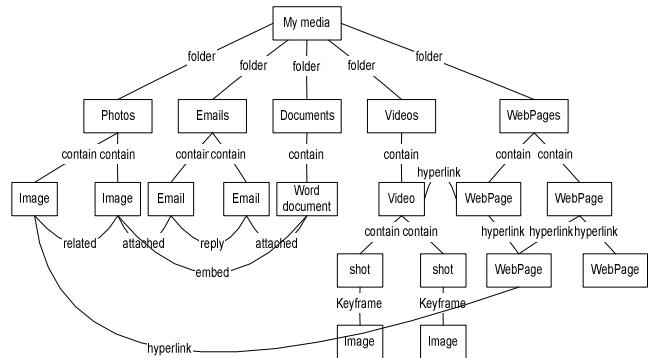 My media
folder
folder
folder
folder
folder
Photos
Emails
Documents
Videos
WebPages
contain
contain
contain
contain
contain
contain
contain
contain
hyperlink
Image
Image
Email
Email
Word
document
Video
WebPage
WebPage
related
attached
reply
attached
contain
contain
hyperlink
hyperlink
hyperlink
embed
shot
shot
WebPage
WebPage
Keyframe
Keyframe
Image
Image
hyperlink